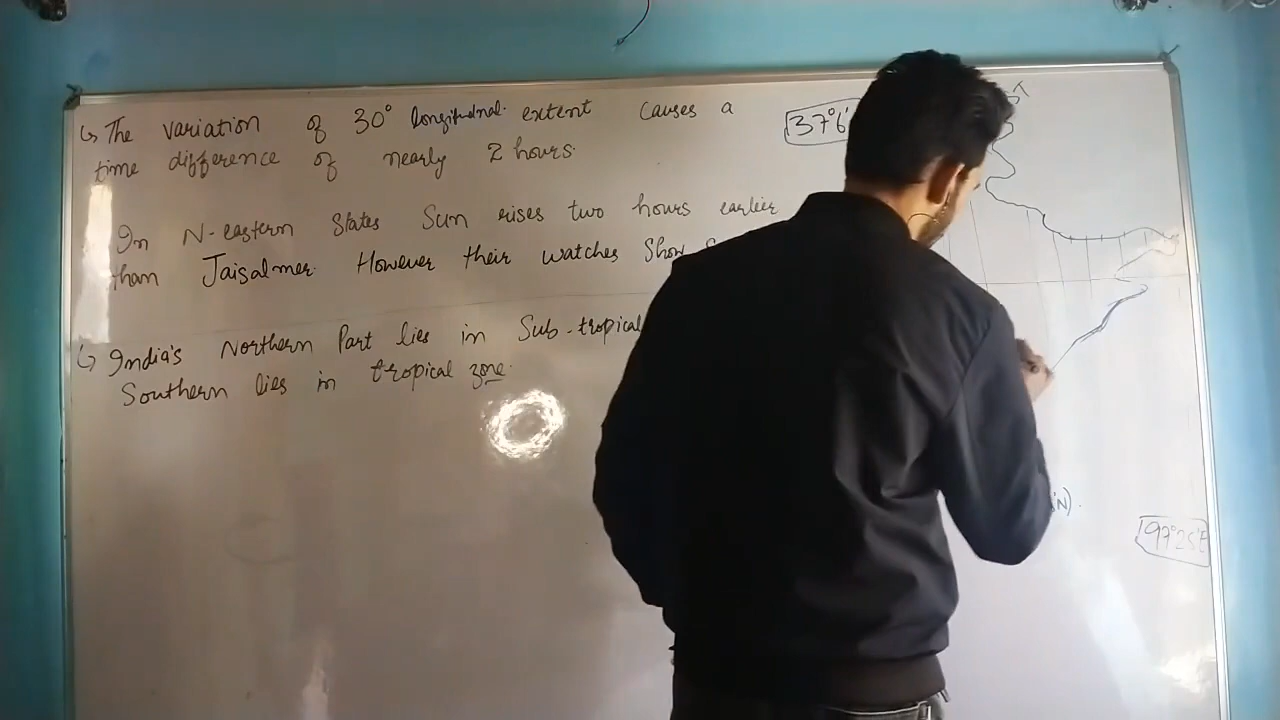 ↳ The variation of 30° longitudnal extent causes a
time difference of nearly 2 hours.
In N-eastern States Sun rises two hours earlier
than Jaisalmer. However their watches Show
↳ India's Northern Part lies in Sub-tropical
Southern lies in tropical zone.
37°6'
'N).
97°25'E